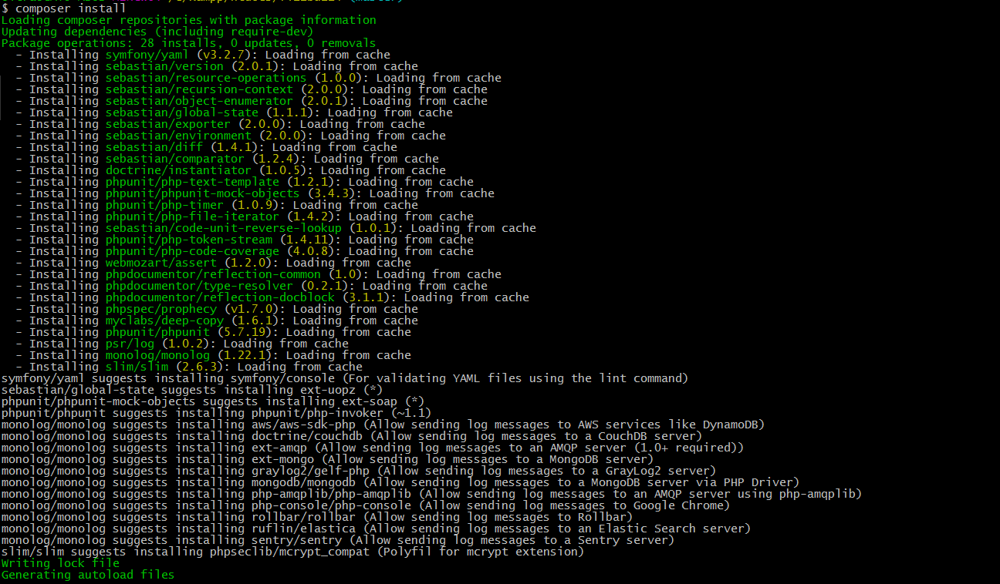 $ composer install
Loading composer repositories with package information
Updating dependencies (including require-dev)
Package operations: 28 installs, 0 updates, 0 removals
  - Installing symfony/yaml (v3.2.7): Loading from cache
  - Installing sebastian/version (2.0.1): Loading from cache
  - Installing sebastian/resource-operations (1.0.0): Loading from cache
  - Installing sebastian/recursion-context (2.0.0): Loading from cache
  - Installing sebastian/object-enumerator (2.0.1): Loading from cache
  - Installing sebastian/global-state (1.1.1): Loading from cache
  - Installing sebastian/exporter (2.0.0): Loading from cache
  - Installing sebastian/environment (2.0.0): Loading from cache
  - Installing sebastian/diff (1.4.1): Loading from cache
  - Installing sebastian/comparator (1.2.4): Loading from cache
  - Installing doctrine/instantiator (1.0.5): Loading from cache
  - Installing phpunit/php-text-template (1.2.1): Loading from cache
  - Installing phpunit/phpunit-mock-objects (3.4.3): Loading from cache
  - Installing phpunit/php-timer (1.0.9): Loading from cache
  - Installing phpunit/php-file-iterator (1.4.2): Loading from cache
  - Installing sebastian/code-unit-reverse-lookup (1.0.1): Loading from cache
  - Installing phpunit/php-token-stream (1.4.11): Loading from cache
  - Installing phpunit/php-code-coverage (4.0.8): Loading from cache
  - Installing webmozart/assert (1.2.0): Loading from cache
  - Installing phpdocumentor/reflection-common (1.0): Loading from cache
  - Installing phpdocumentor/type-resolver (0.2.1): Loading from cache
  - Installing phpdocumentor/reflection-docblock (3.1.1): Loading from cache
  - Installing phpspec/prophecy (v1.7.0): Loading from cache
  - Installing myclabs/deep-copy (1.6.1): Loading from cache
  - Installing phpunit/phpunit (5.7.19): Loading from cache
  - Installing psr/log (1.0.2): Loading from cache
  - Installing monolog/monolog (1.22.1): Loading from cache
  - Installing slim/slim (2.6.3): Loading from cache
symfony/yaml suggests installing symfony/console (For validating YAML files using the lint command)
sebastian/global-state suggests installing ext-uopz (*)
phpunit/phpunit-mock-objects suggests installing ext-soap (*)
phpunit/phpunit suggests installing phpunit/php-invoker (~1.1)
monolog/monolog suggests installing aws/aws-sdk-php (Allow sending log messages to AWS services like DynamoDB)
monolog/monolog suggests installing doctrine/couchdb (Allow sending log messages to a CouchDB server)
monolog/monolog suggests installing ext-amqp (Allow sending log messages to an AMQP server (1.0+ required))
monolog/monolog suggests installing ext-mongo (Allow sending log messages to a MongoDB server)
monolog/monolog suggests installing graylog2/gelf-php (Allow sending log messages to a GrayLog2 server)
monolog/monolog suggests installing mongodb/mongodb (Allow sending log messages to a MongoDB server via PHP Driver)
monolog/monolog suggests installing php-amqplib/php-amqplib (Allow sending log messages to an AMQP server using php-amqplib)
monolog/monolog suggests installing php-console/php-console (Allow sending log messages to Google Chrome)
monolog/monolog suggests installing rollbar/rollbar (Allow sending log messages to Rollbar)
monolog/monolog suggests installing ruflin/elastica (Allow sending log messages to an Elastic Search server)
monolog/monolog suggests installing sentry/sentry (Allow sending log messages to a Sentry server)
slim/slim suggests installing phpseclib/mcrypt_compat (Polyfil for mcrypt extension)
Writing lock file
Generating autoload files